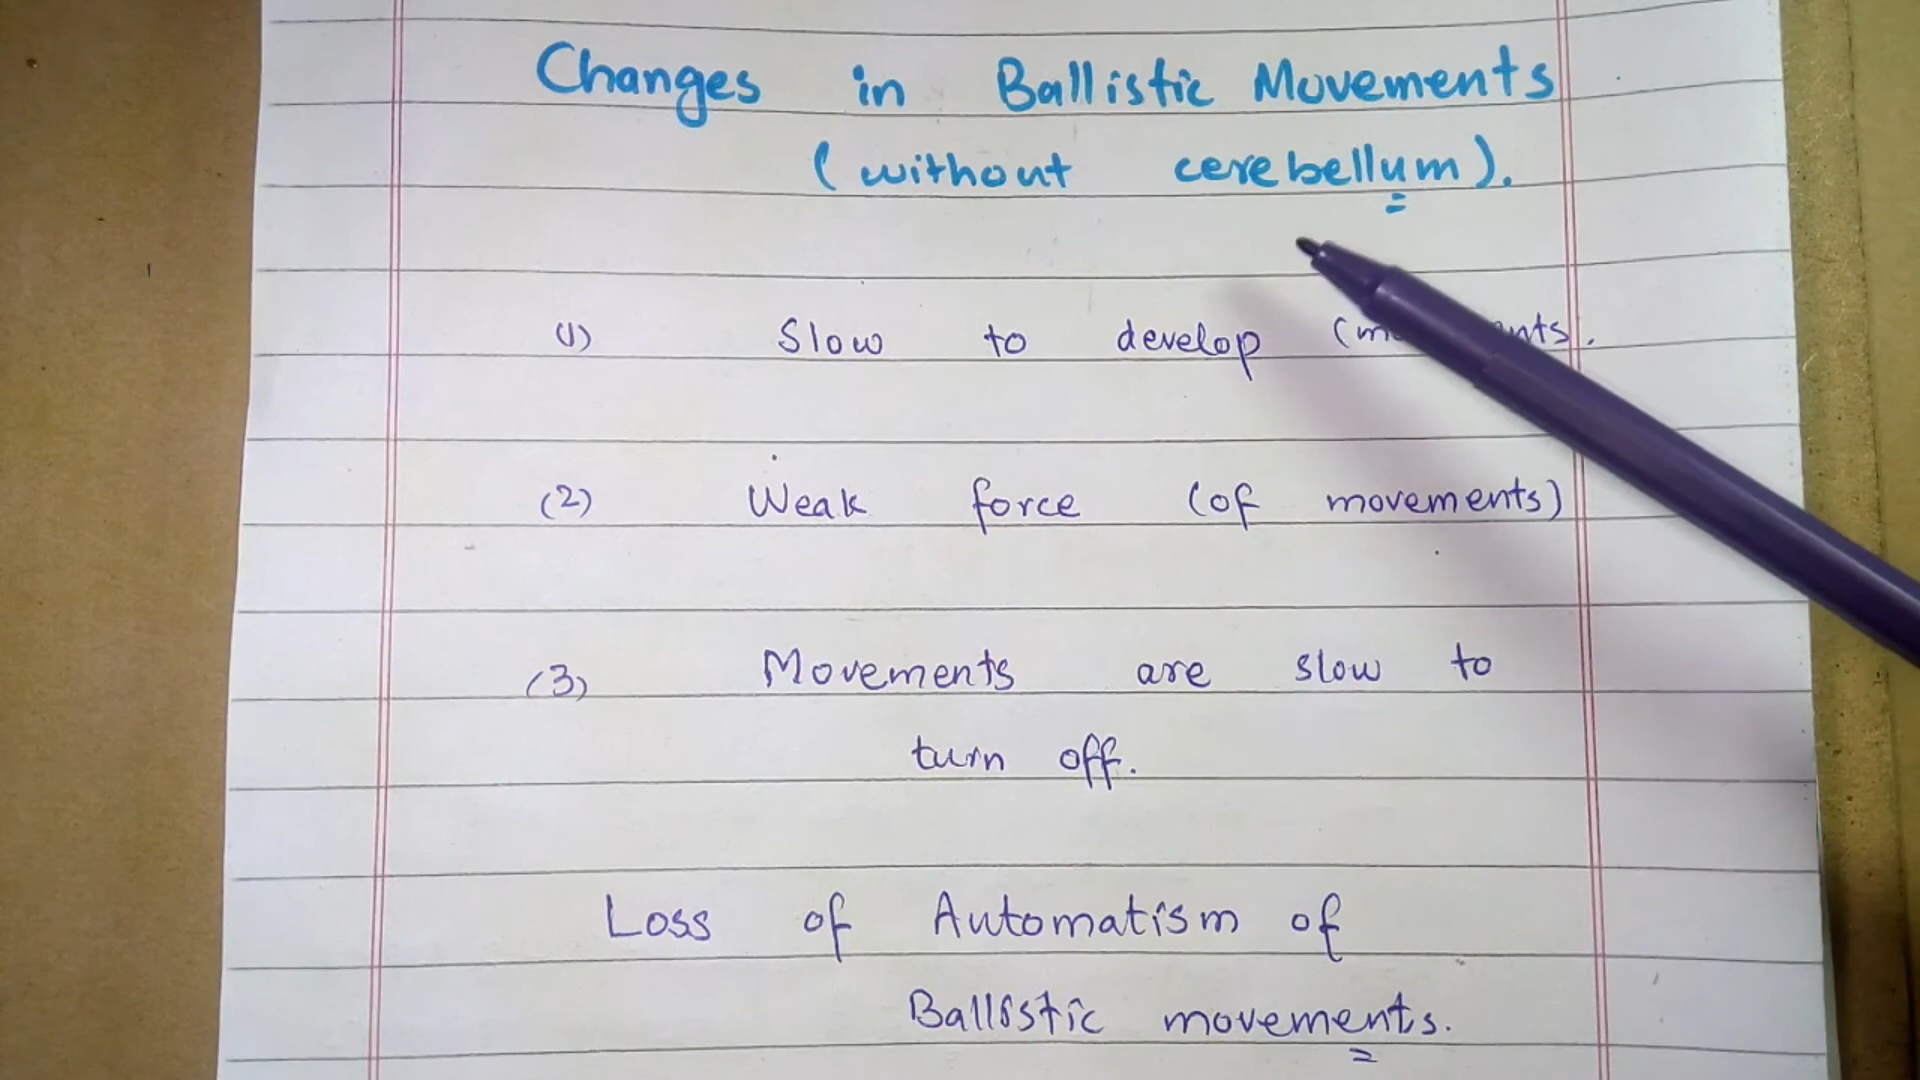 Changes in Ballistic Movements
(without cerebellum).
(1) Slow to develop
(2) Weak force (of movements)
(3) Movements are slow to
turn off.
Loss of Automatism of
Ballistic movements.